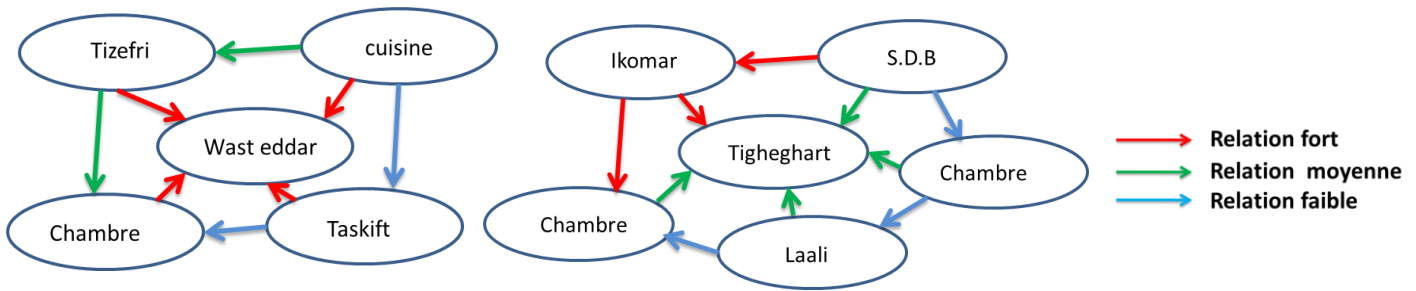 Tizefri
cuisine
Wast eddar
Chambre
Taskift
Ikomar
S.D.B
Tigheghart
Chambre
Chambre
Laali
Relation fort
Relation moyenne
Relation faible